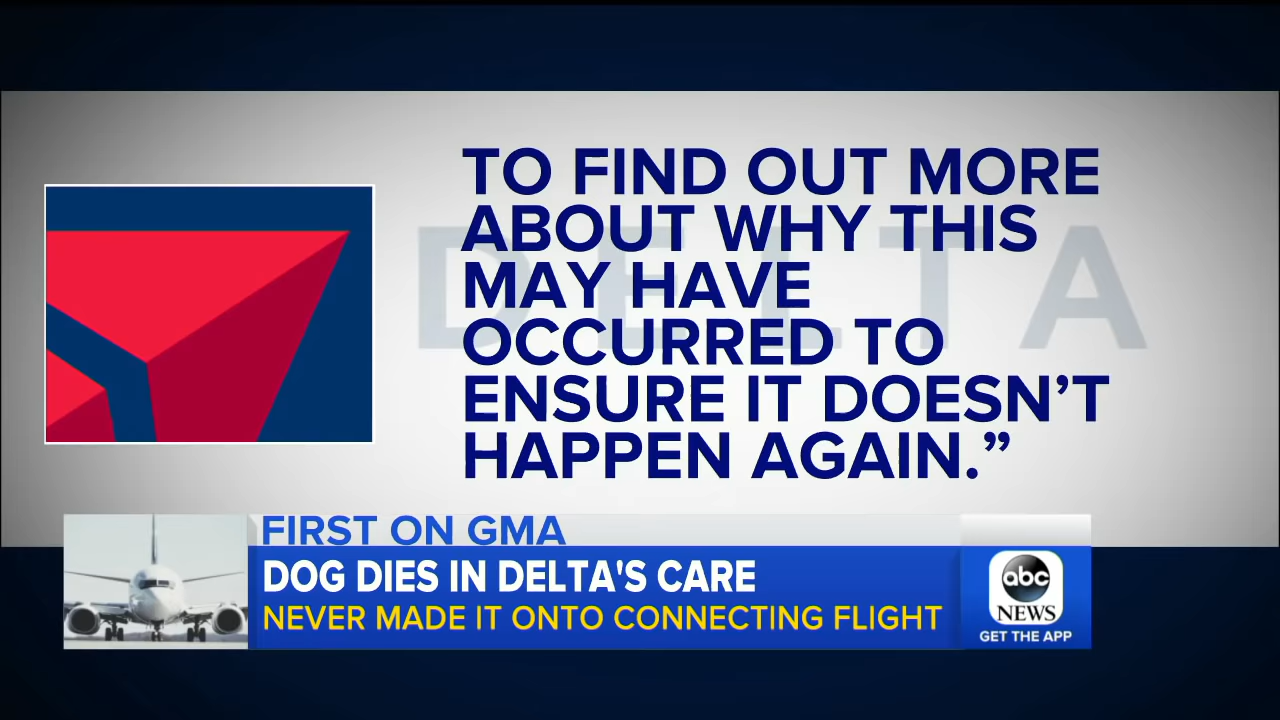 DELTA
TO FIND OUT MORE
ABOUT WHY THIS
MAY HAVE
OCCURRED TO
ENSURE IT DOESN'T
HAPPEN AGAIN.”
FIRST ON GMA
DOG DIES IN DELTA'S CARE
NEVER MADE IT ONTO CONNECTING FLIGHT
abc
NEWS
GET THE APP